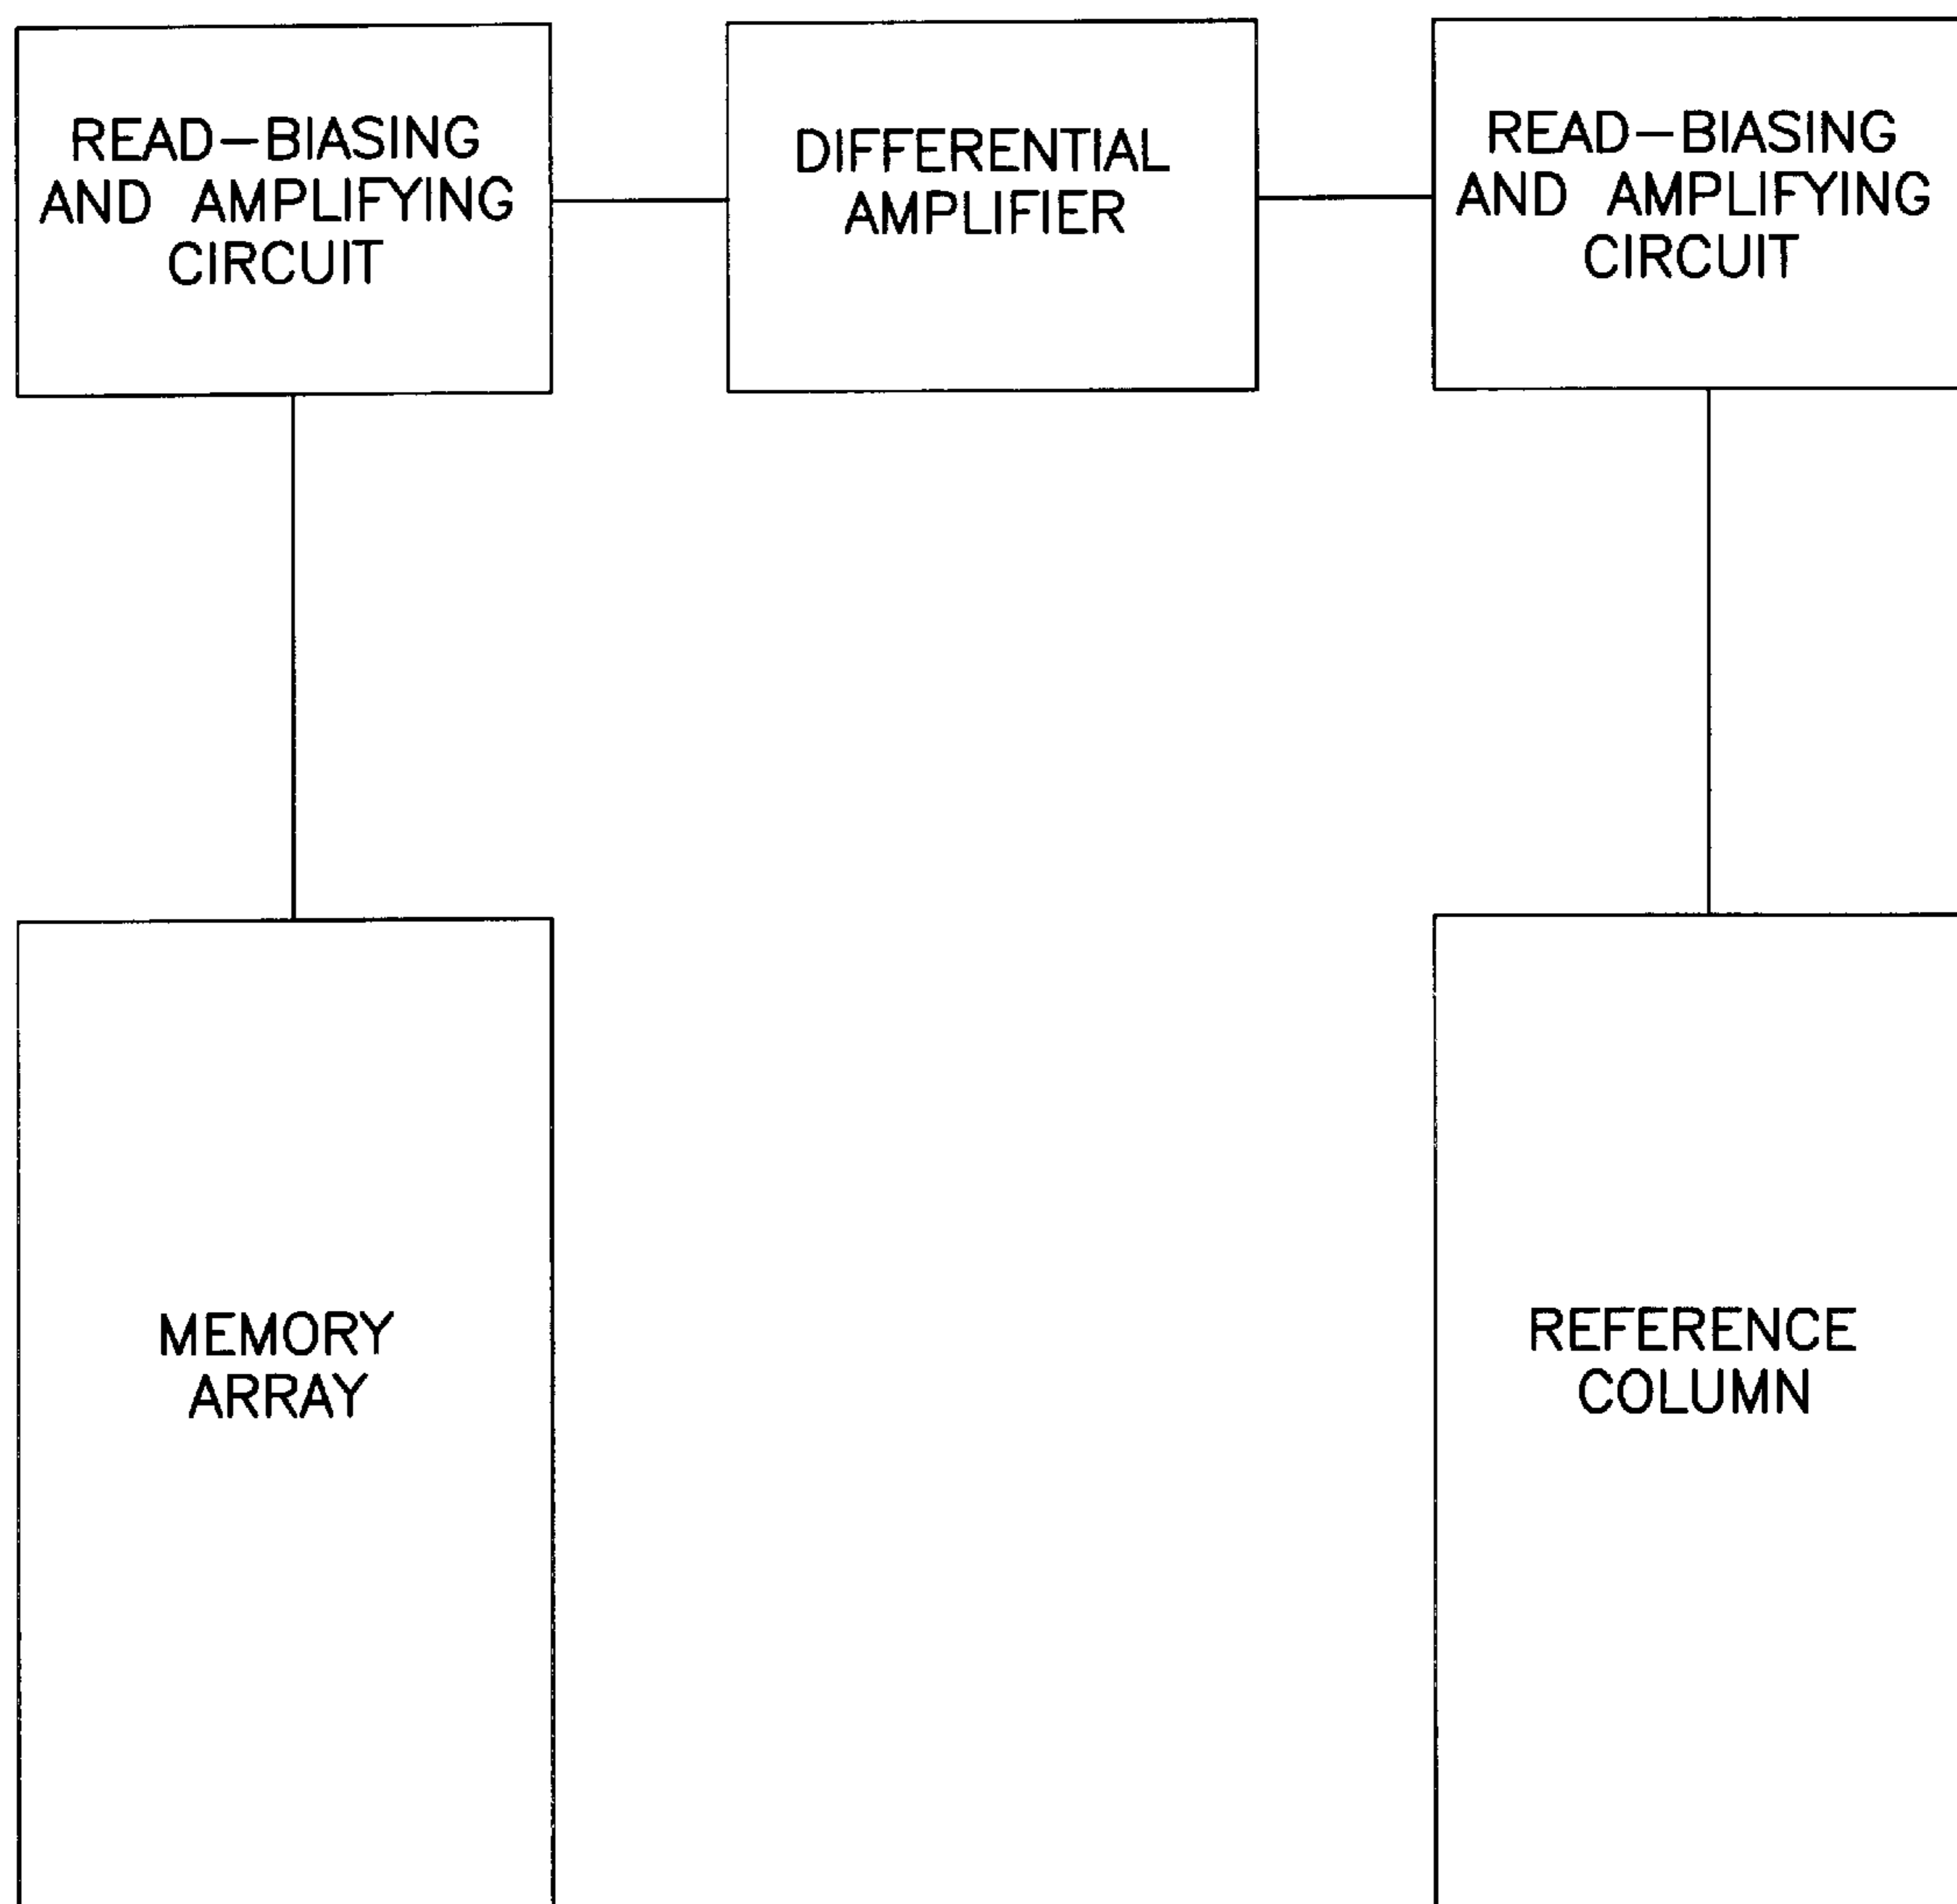 READ-BIASING
AND AMPLIFYING
CIRCUIT
DIFFERENTIAL
AMPLIFIER
READ-BIASING
AND AMPLIFYING
CIRCUIT
MEMORY
ARRAY
REFERENCE
COLUMN